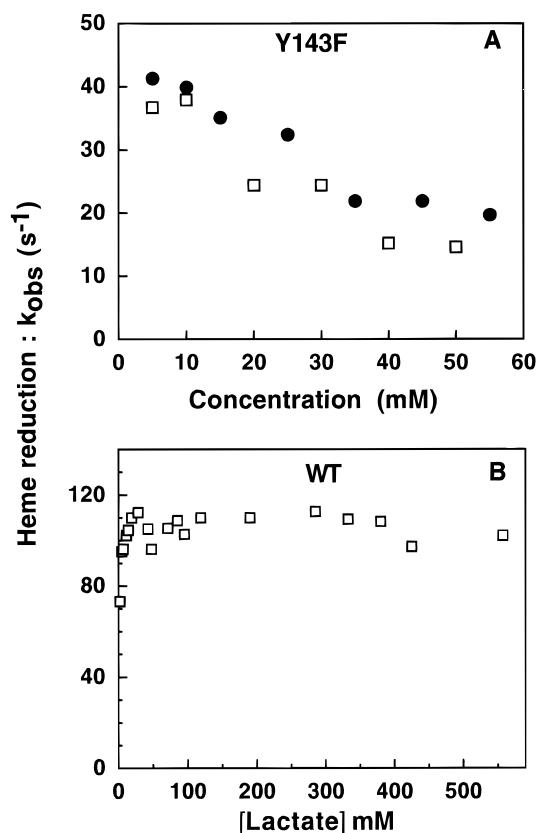 Heme reduction : kobs (s-1)
Y143F
A
50
40
30
20
10
0
0 10 20 30 40 50 60
Concentration (mM)
WT
B
120
80
40
0
0 100 200 300 400 500
[Lactate] mM